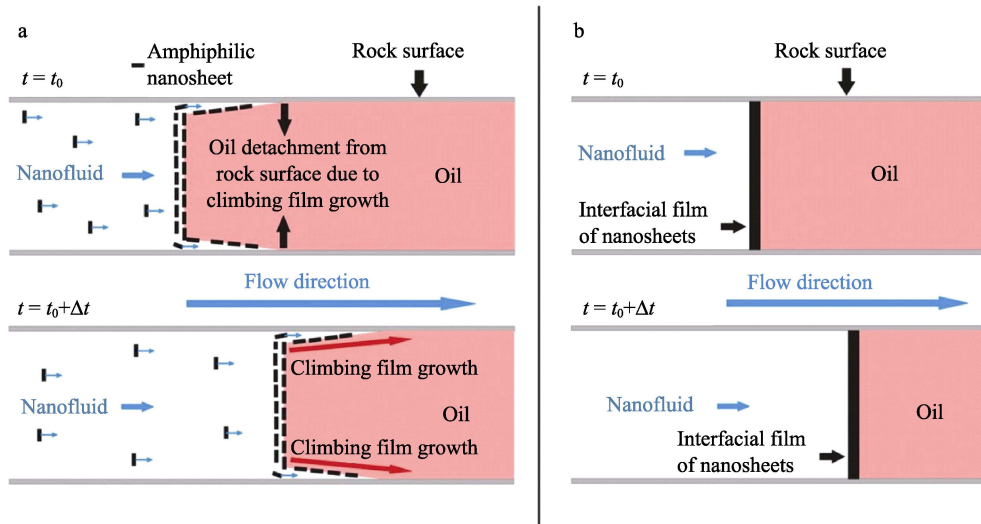 a
Amphiphilic
nanosheet
Rock surface
t = t0
Nanofluid
Oil detachment from
rock surface due to
climbing film growth
Oil
Flow direction
t = t0+Δt
Climbing film growth
Nanofluid
Oil
Climbing film growth
b
Rock surface
t = t0
Nanofluid
Oil
Interfacial film
of nanosheets
Flow direction
t = t0+Δt
Nanofluid
Oil
Interfacial film
of nanosheets